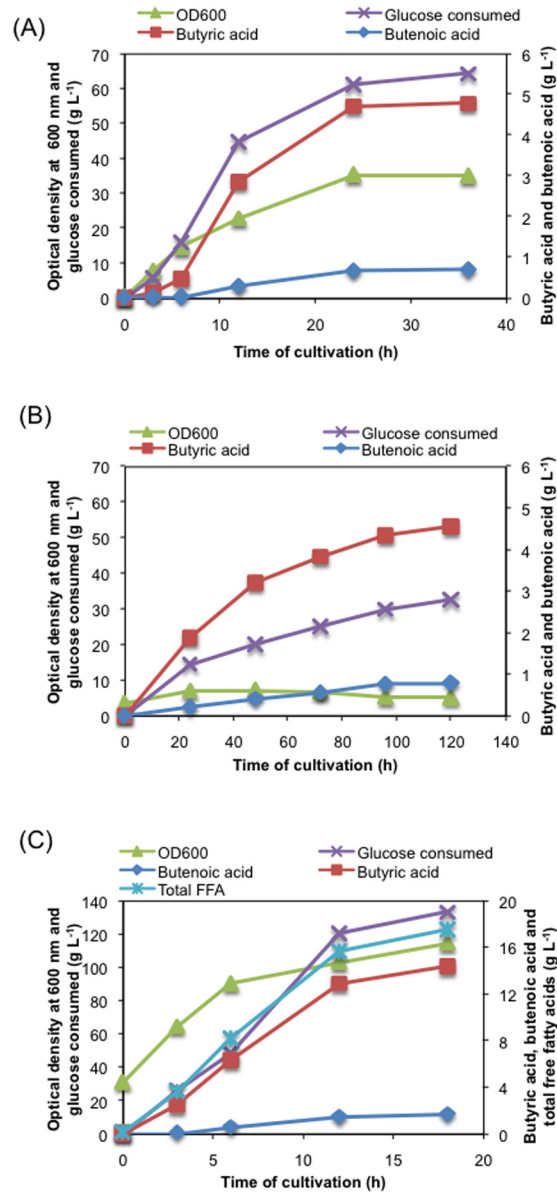 (A)
OD600 Glucose consumed
Butyric acid Butenoic acid
70 6
60 5
50 4
40 3
30 2
20 1
10 0
0
0 10 20 30 40
Time of cultivation (h)
Optical density at 600 nm and
glucose consumed (g L-1)
Butyric acid and butenoic acid (g L-1)
(B)
OD600 Glucose consumed
Butyric acid Butenoic acid
70 6
60 5
50 4
40 3
30 2
20 1
10 0
0
0 20 40 60 80 100 120 140
Time of cultivation (h)
Optical density at 600 nm and
glucose consumed (g L-1)
Butyric acid and butenoic acid (g L-1)
(C)
OD600 Glucose consumed
Butenoic acid Butyric acid
Total FFA
140 20
120 16
100 12
80 8
60 4
40 0
20
0
0 5 10 15 20
Time of cultivation (h)
Optical density at 600 nm and
glucose consumed (g L-1)
Butyric acid, butenoic acid and
total free fatty acids (g L-1)